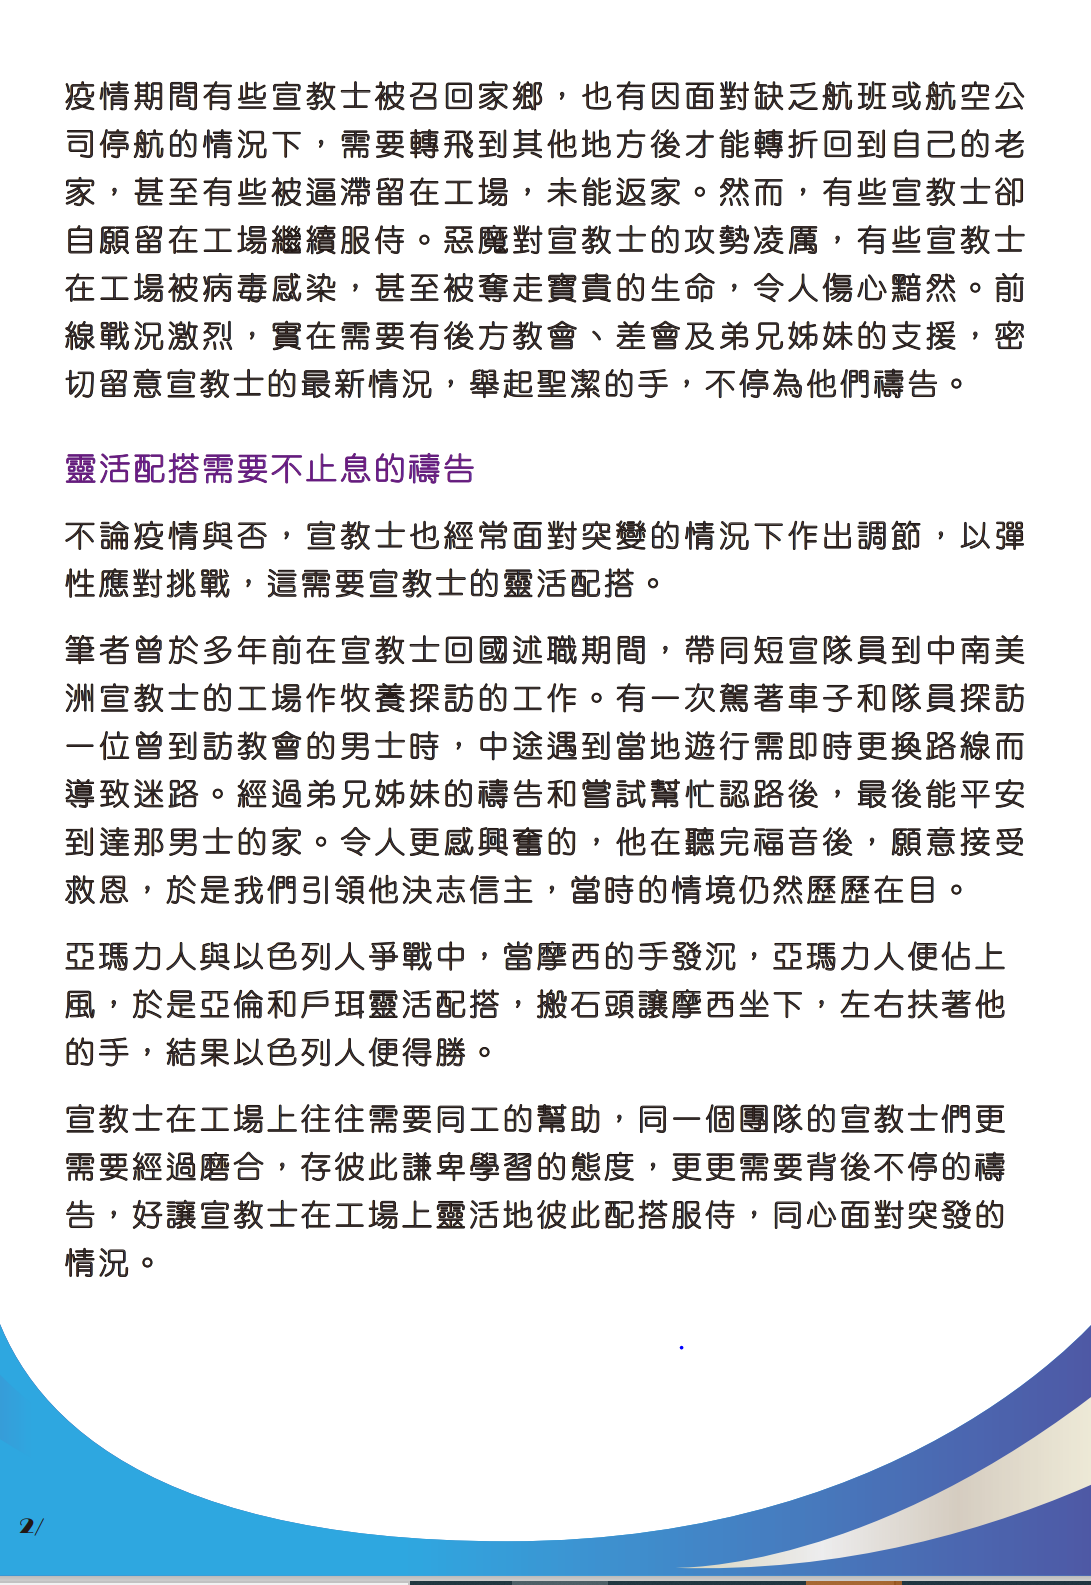 疫情期間有些宣教士被召回家鄉，也有因面對缺乏航班或航空公
司停航的情況下，需要轉飛到其他地方後才能轉折回到自己的老
家，甚至有些被逼滯留在工場，未能返家。然而，有些宣教士卻
自願留在工場繼續服侍。惡魔對宣教士的攻勢凌厲，有些宣教士
在工場被病毒感染，甚至被奪走寶貴的生命，令人傷心黯然。前
線戰況激烈，實在需要有後方教會、差會及弟兄姊妹的支援，密
切留意宣教士的最新情況，舉起聖潔的手，不停為他們禱告。
靈活配搭需要不止息的禱告
不論疫情與否，宣教士也經常面對突變的情況下作出調節，以彈
性應對挑戰，這需要宣教士的靈活配搭。
筆者曾於多年前在宣教士回國述職期間，帶同短宣隊員到中南美
洲宣教士的工場作牧養探訪的工作。有一次駕著車子和隊員探訪
一位曾到訪教會的男士時，中途遇到當地遊行需即時更換路線而
導致迷路。經過弟兄姊妹的禱告和嘗試幫忙認路後，最後能平安
到達那男士的家。令人更感興奮的，他在聽完福音後，願意接受
救恩，於是我們引領他決志信主，當時的情境仍然歷歷在目。
亞瑪力人與以色列人爭戰中，當摩西的手發沉，亞瑪力人便佔上
風，於是亞倫和戶珥靈活配搭，搬石頭讓摩西坐下，左右扶著他
的手，結果以色列人便得勝。
宣教士在工場上往往需要同工的幫助，同一個團隊的宣教士們更
需要經過磨合，存彼此謙卑學習的態度，更更需要背後不停的禱
告，好讓宣教士在工場上靈活地彼此配搭服侍，同心面對突發的
情況。
2/